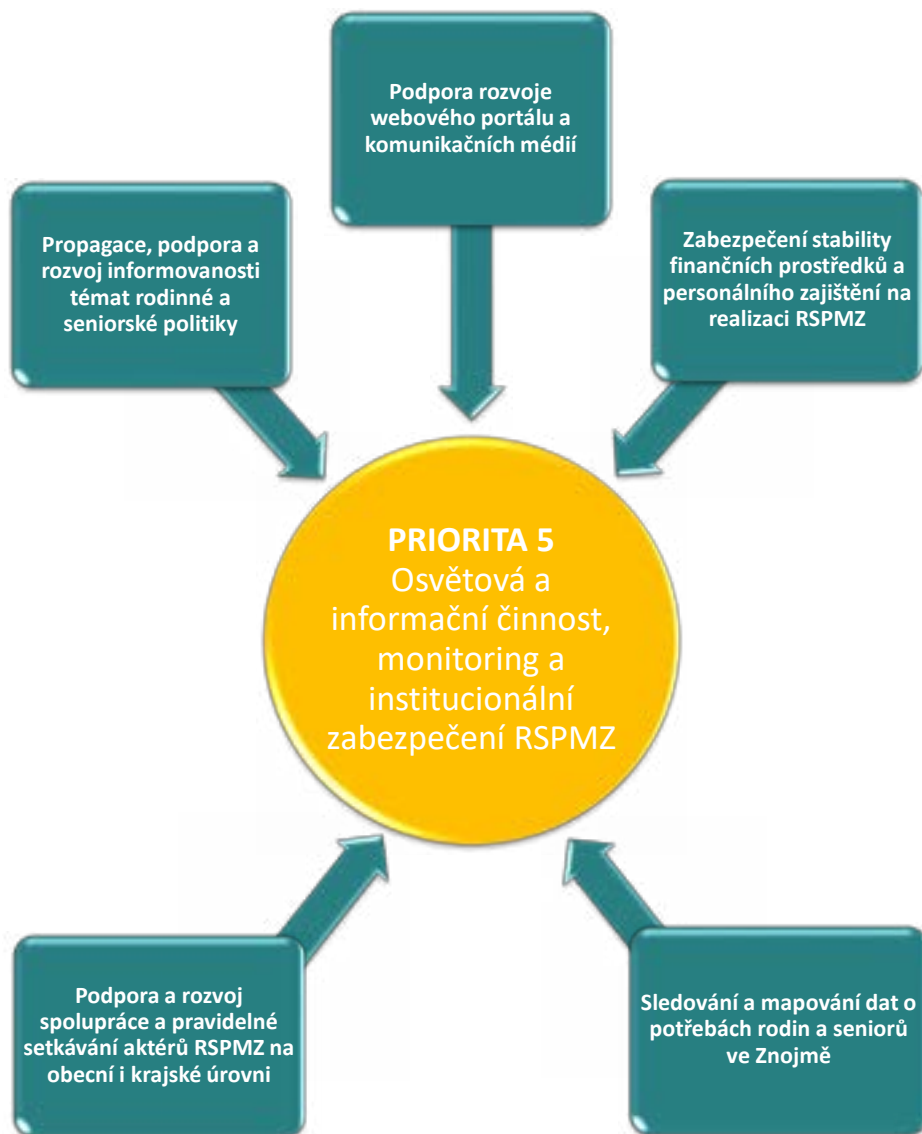 Podpora rozvoje
webového portálu a
komunikačních médií
Propagace, podpora a
rozvoj informovanosti
témat rodinné a
seniorské politiky
Zabezpečení stability
finančních prostředků a
personálního zajištění na
realizaci RSPMZ
PRIORITA 5
Osvětová a
informační činnost,
monitoring a
institucionální
zabezpečení RSPMZ
Podpora a rozvoj
spolupráce a pravidelné
setkávání aktérů RSPMZ na
obecní i krajské úrovni
Sledování a mapování dat o
potřebách rodin a seniorů
ve Znojmě